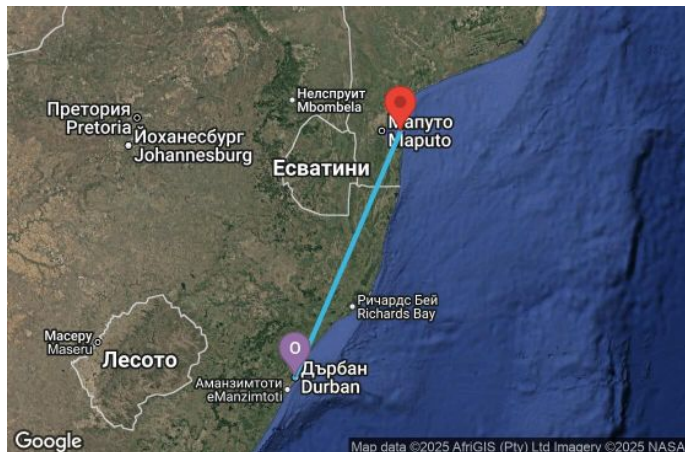 Нелспруит
Mbombela
Претория
Pretoria
Йоханесбург
Johannesburg
Мапуто
Maputo
Есватини
Ричардс Бей
Richards Bay
Масеру
Maseru
Лесото
O
Дърбан
Durban
Аманзимтоти
eManzimtoti
Google
Map data ©2025 AfriGIS (Pty) Ltd Imagery ©2025 NASA